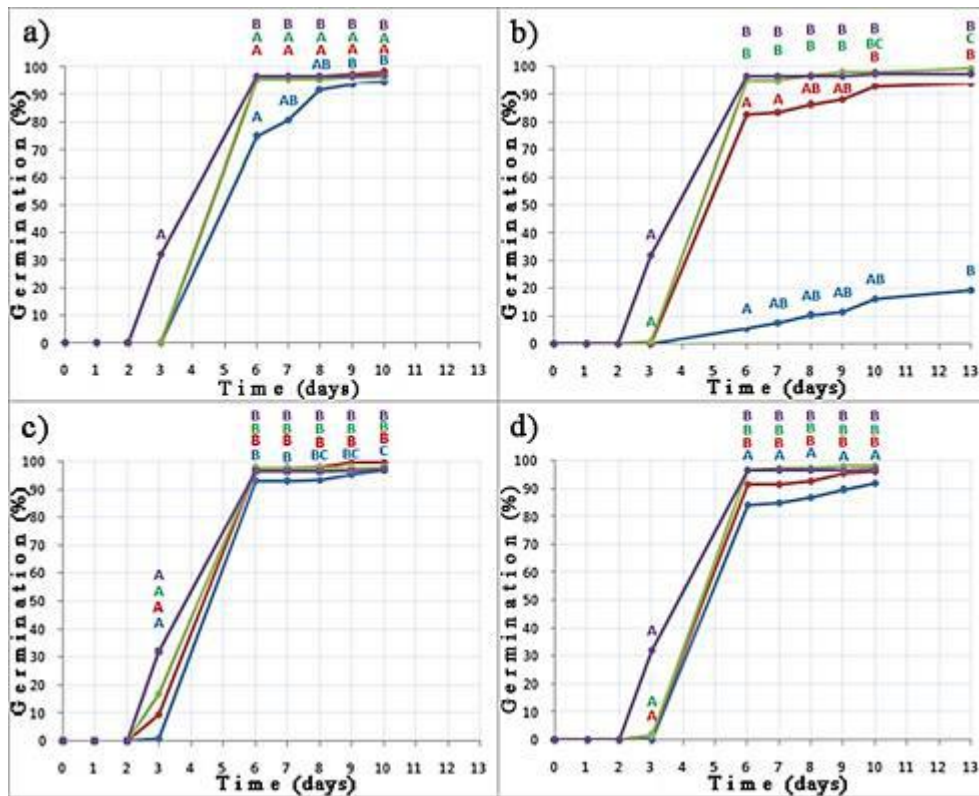 a)
B B B B B
A A A A A
A A A A A
AB B B
AB
A
A
100
90
80
70
60
50
40
30
20
10
0
Germination (%)
0 1 2 3 4 5 6 7 8 9 10 11 12 13
Time (days)
b)
B B B B B B
B B B B BC C
B B
A A AB AB
A
A
A AB AB AB AB B
100
90
80
70
60
50
40
30
20
10
0
Germination (%)
0 1 2 3 4 5 6 7 8 9 10 11 12 13
Time (days)
c)
B B B B B
B B B B B
B B B B B
B B BC BC C
A
A
A
A
100
90
80
70
60
50
40
30
20
10
0
Germination (%)
0 1 2 3 4 5 6 7 8 9 10 11 12 13
Time (days)
d)
B B B B B
B B B B B
B B B B B
A A A A A
A
A
A
100
90
80
70
60
50
40
30
20
10
0
Germination (%)
0 1 2 3 4 5 6 7 8 9 10 11 12 13
Time (days)